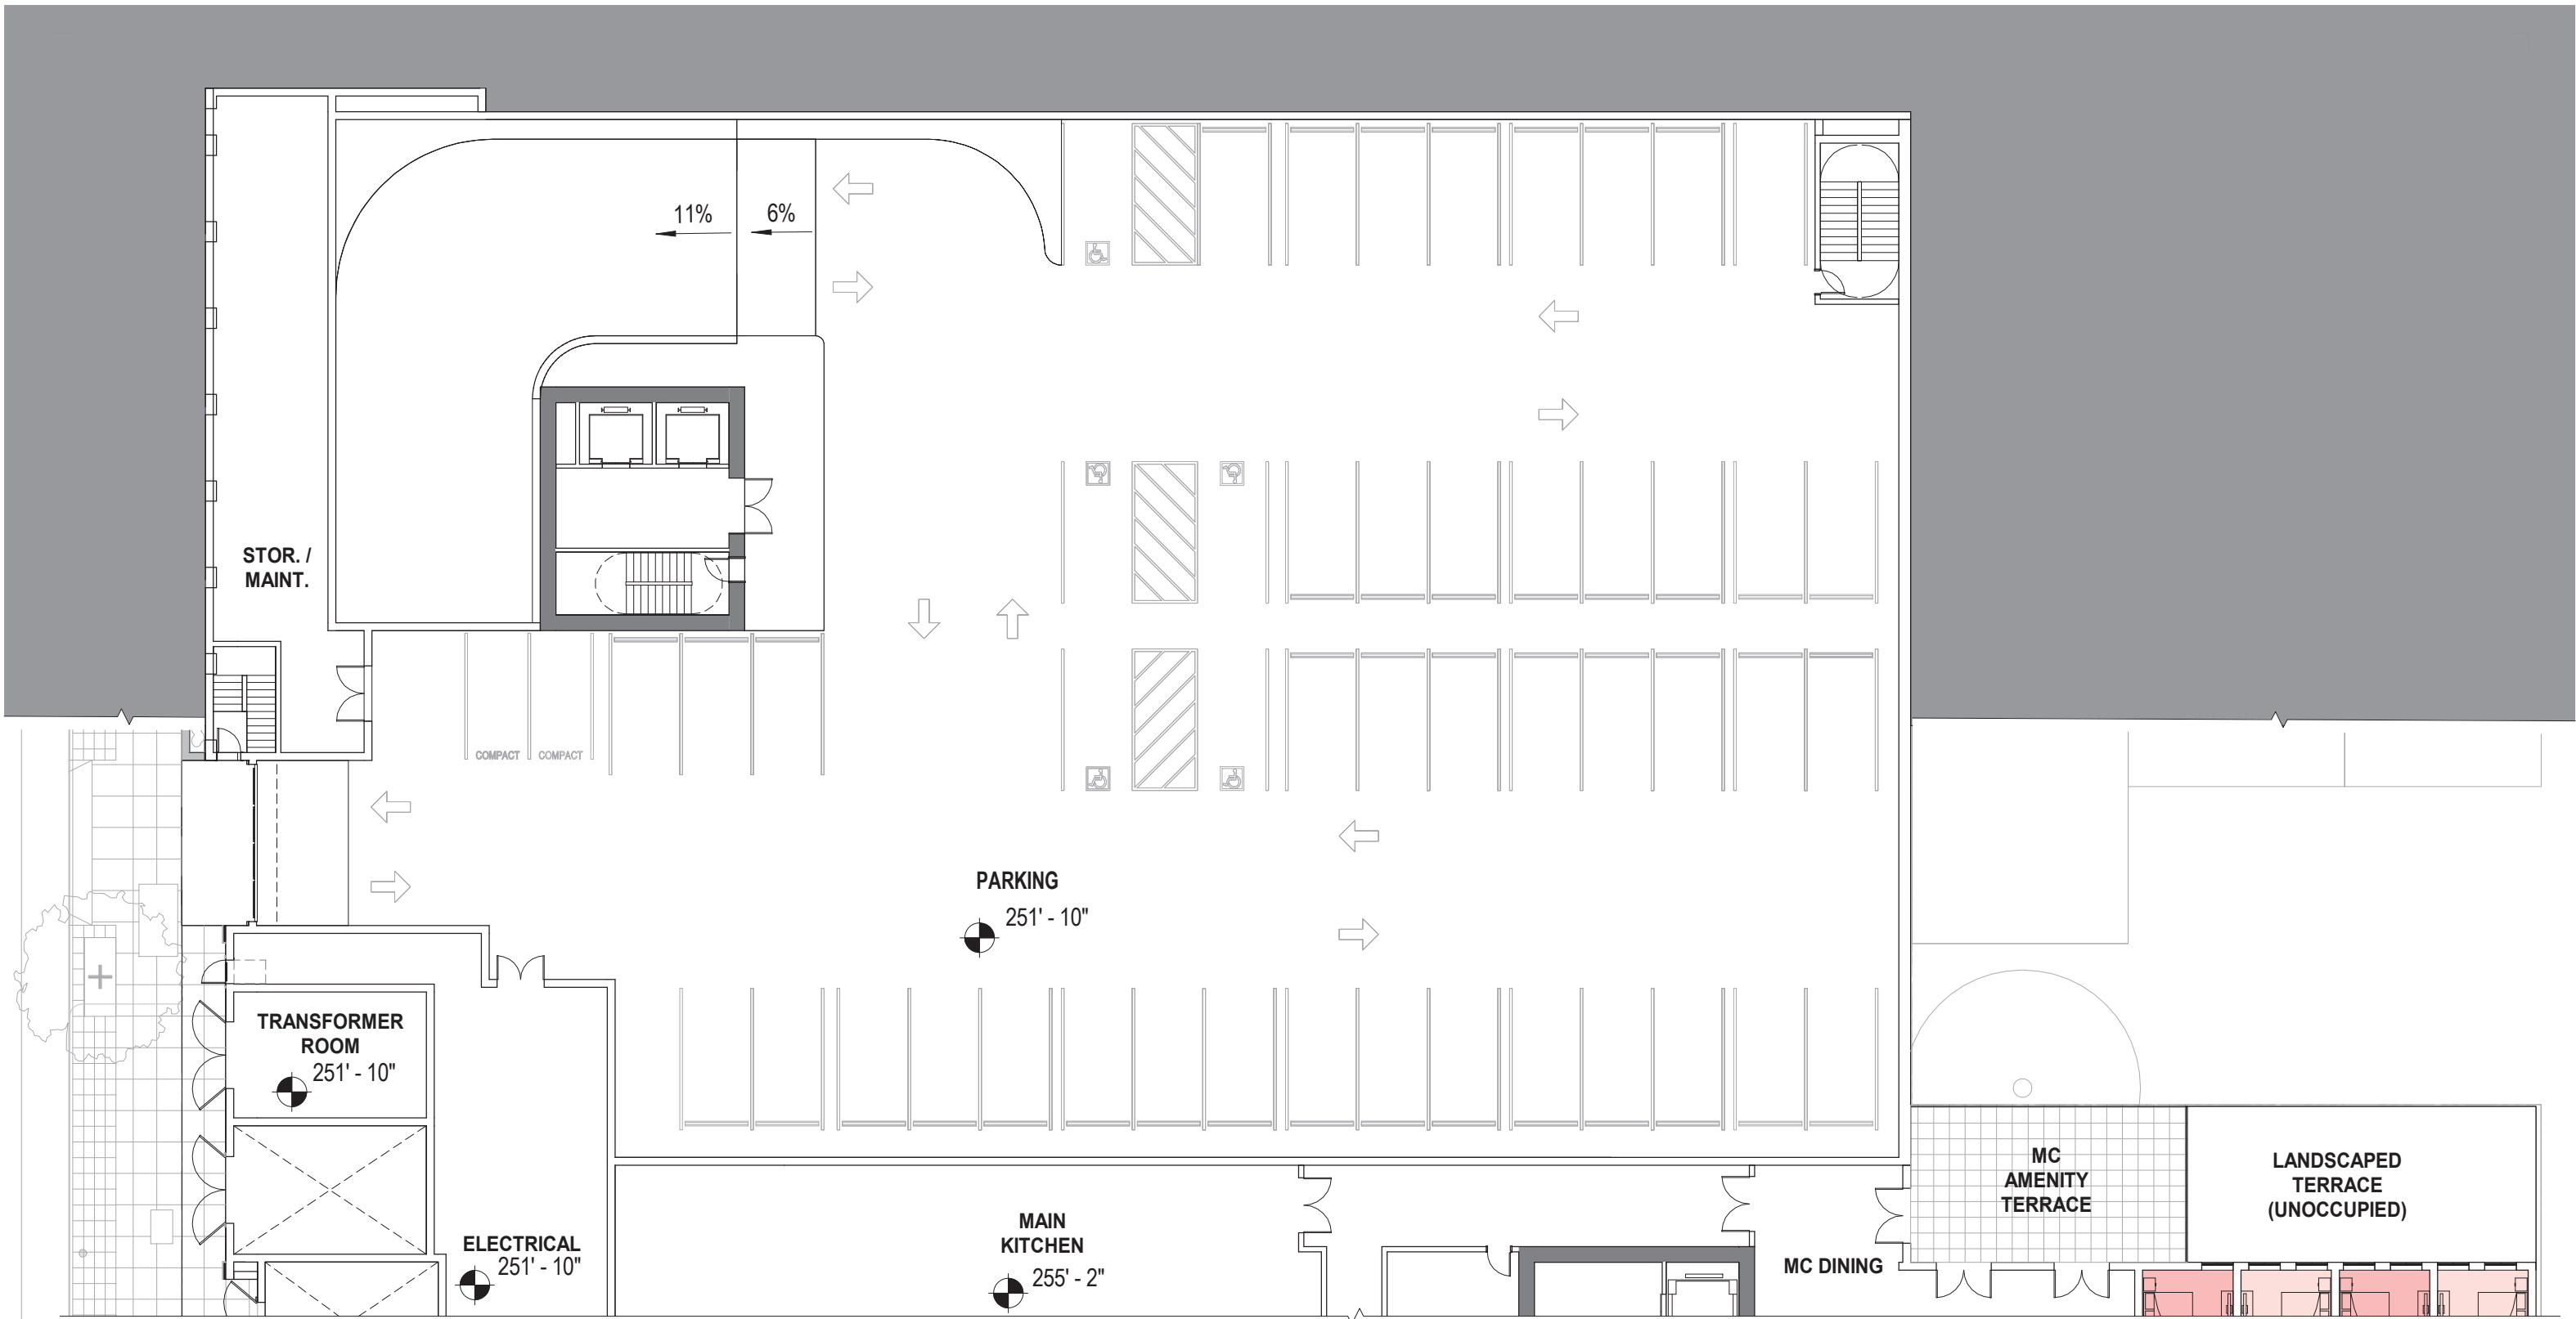 11%
6%
STOR. /
MAINT.
COMPACT
COMPACT
PARKING
251' - 10"
TRANSFORMER
ROOM
251' - 10"
ELECTRICAL
251' - 10"
MAIN
KITCHEN
255' - 2"
MC DINING
MC
AMENITY
TERRACE
LANDSCAPED
TERRACE
(UNOCCUPIED)